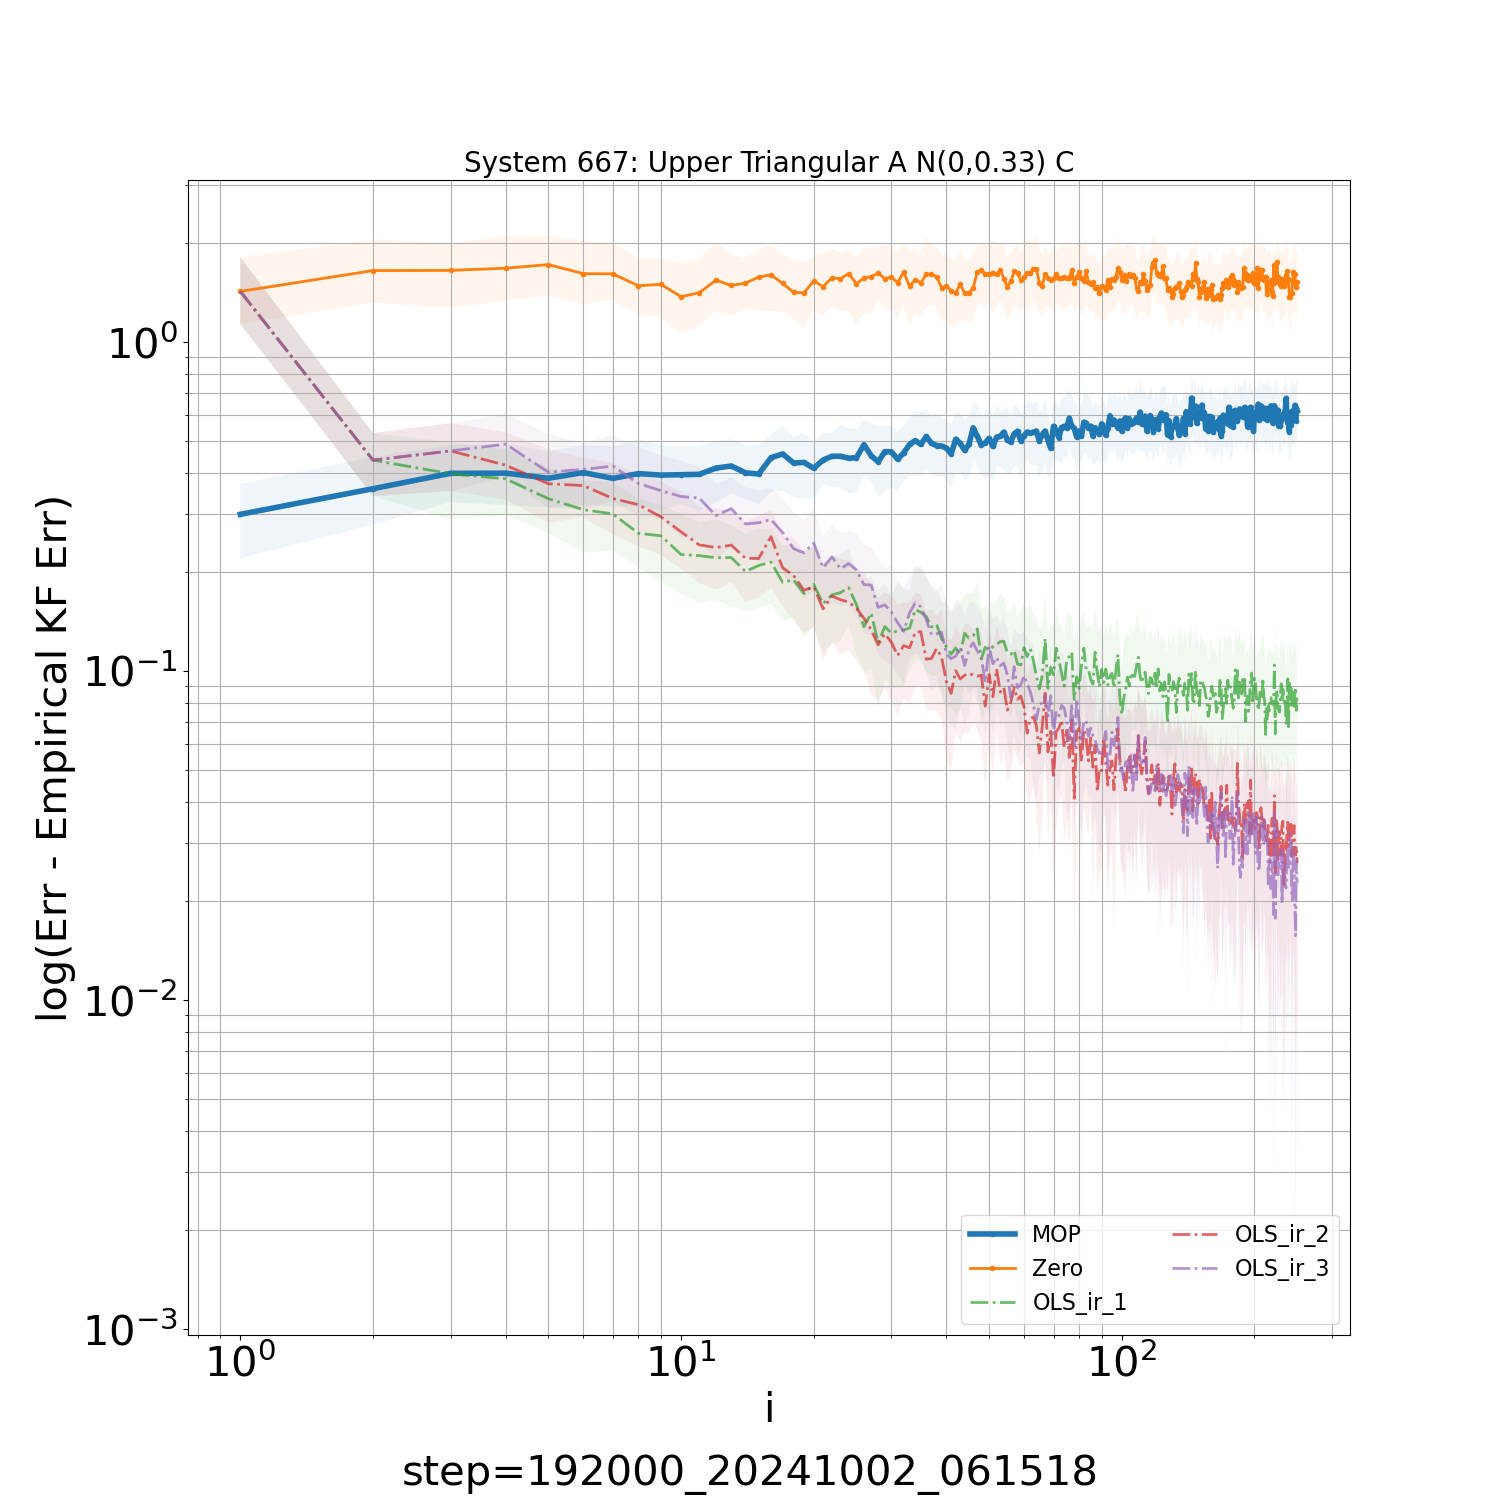 System 667: Upper Triangular A N(0,0.33) C
log(Err - Empirical KF Err)
10⁰
10⁻¹
10⁻²
10⁻³
10⁰ 10¹ 10²
MOP
Zero
OLS_ir_1
OLS_ir_2
OLS_ir_3
i
step=192000_20241002_061518